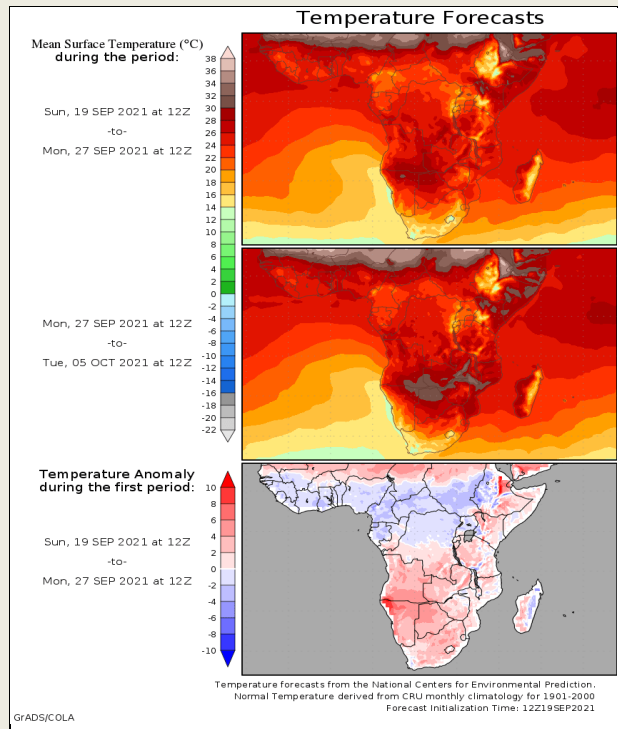 Temperature Forecasts
Mean Surface Temperature (°C)
during the period:
Sun, 19 SEP 2021 at 12Z
-to-
Mon, 27 SEP 2021 at 12Z
38
36
34
32
30
28
26
24
22
20
18
16
14
12
10
8
6
4
2
0
-2
-4
-6
-8
-10
-12
-14
-16
-18
-20
-22
Mon, 27 SEP 2021 at 12Z
-to-
Tue, 05 OCT 2021 at 12Z
Temperature Anomaly
during the first period:
Sun, 19 SEP 2021 at 12Z
-to-
Mon, 27 SEP 2021 at 12Z
10
8
6
4
2
0
-2
-4
-6
-8
-10
Temperature forecasts from the National Centers for Environmental Prediction.
Normal Temperature derived from CRU monthly climatology for 1901-2000
Forecast Initialization Time: 12Z19SEP2021
GrADS/COLA